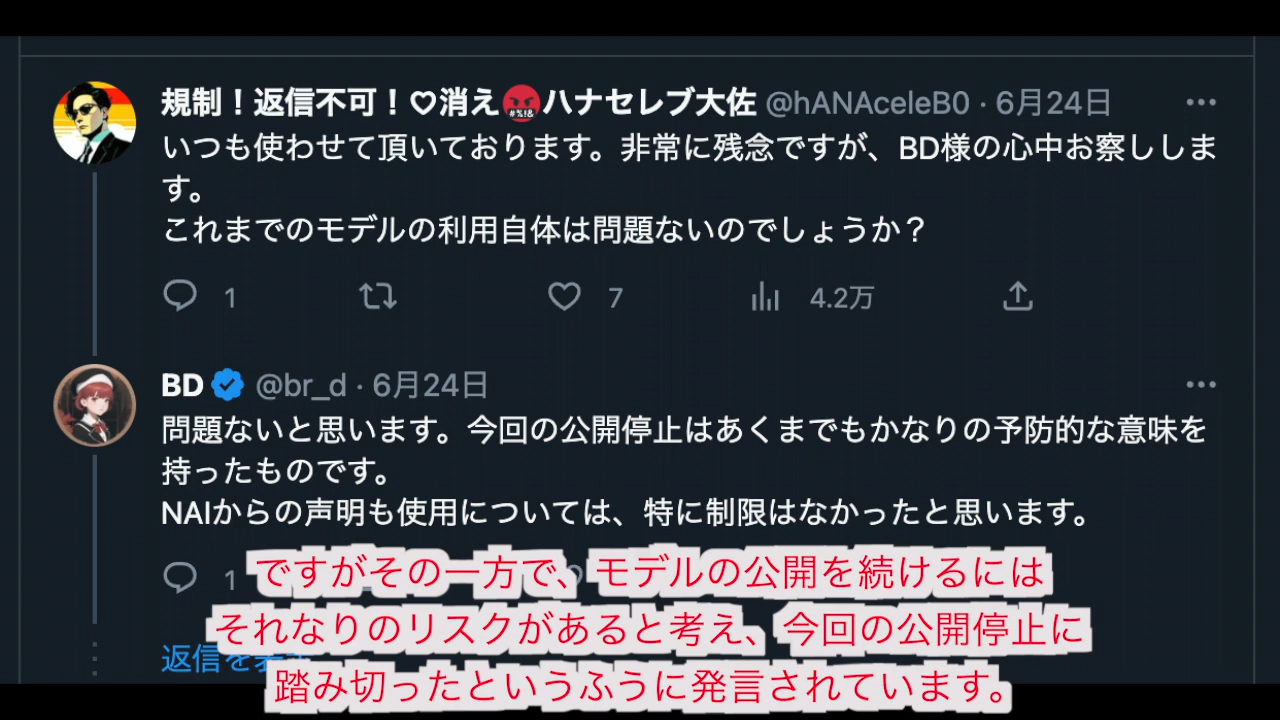 規制！返信不可！♡消え🤬ハナセレブ大佐 @hANAceleB0 · 6月24日
いつも使わせて頂いております。非常に残念ですが、BD様の心中お察ししま
す。
これまでのモデルの利用自体は問題ないのでしょうか？
1 7 4.2万
BD @br_d · 6月24日
問題ないと思います。今回の公開停止はあくまでもかなりの予防的な意味を
持ったものです。
NAIからの声明も使用については、特に制限はなかったと思います。
1
ですがその一方で、モデルの公開を続けるには
それなりのリスクがあると考え、今回の公開停止に
返信を
踏み切ったというふうに発言されています。